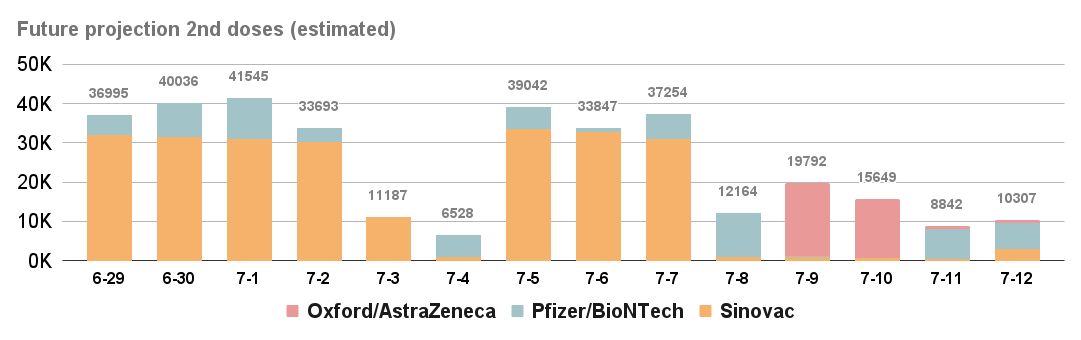 Future projection 2nd doses (estimated)
50K
40K
30K
20K
10K
0K
36995
40036
41545
33693
11187
6528
39042
33847
37254
12164
19792
15649
8842
10307
6-29 6-30 7-1 7-2 7-3 7-4 7-5 7-6 7-7 7-8 7-9 7-10 7-11 7-12
Oxford/AstraZeneca Pfizer/BioNTech Sinovac